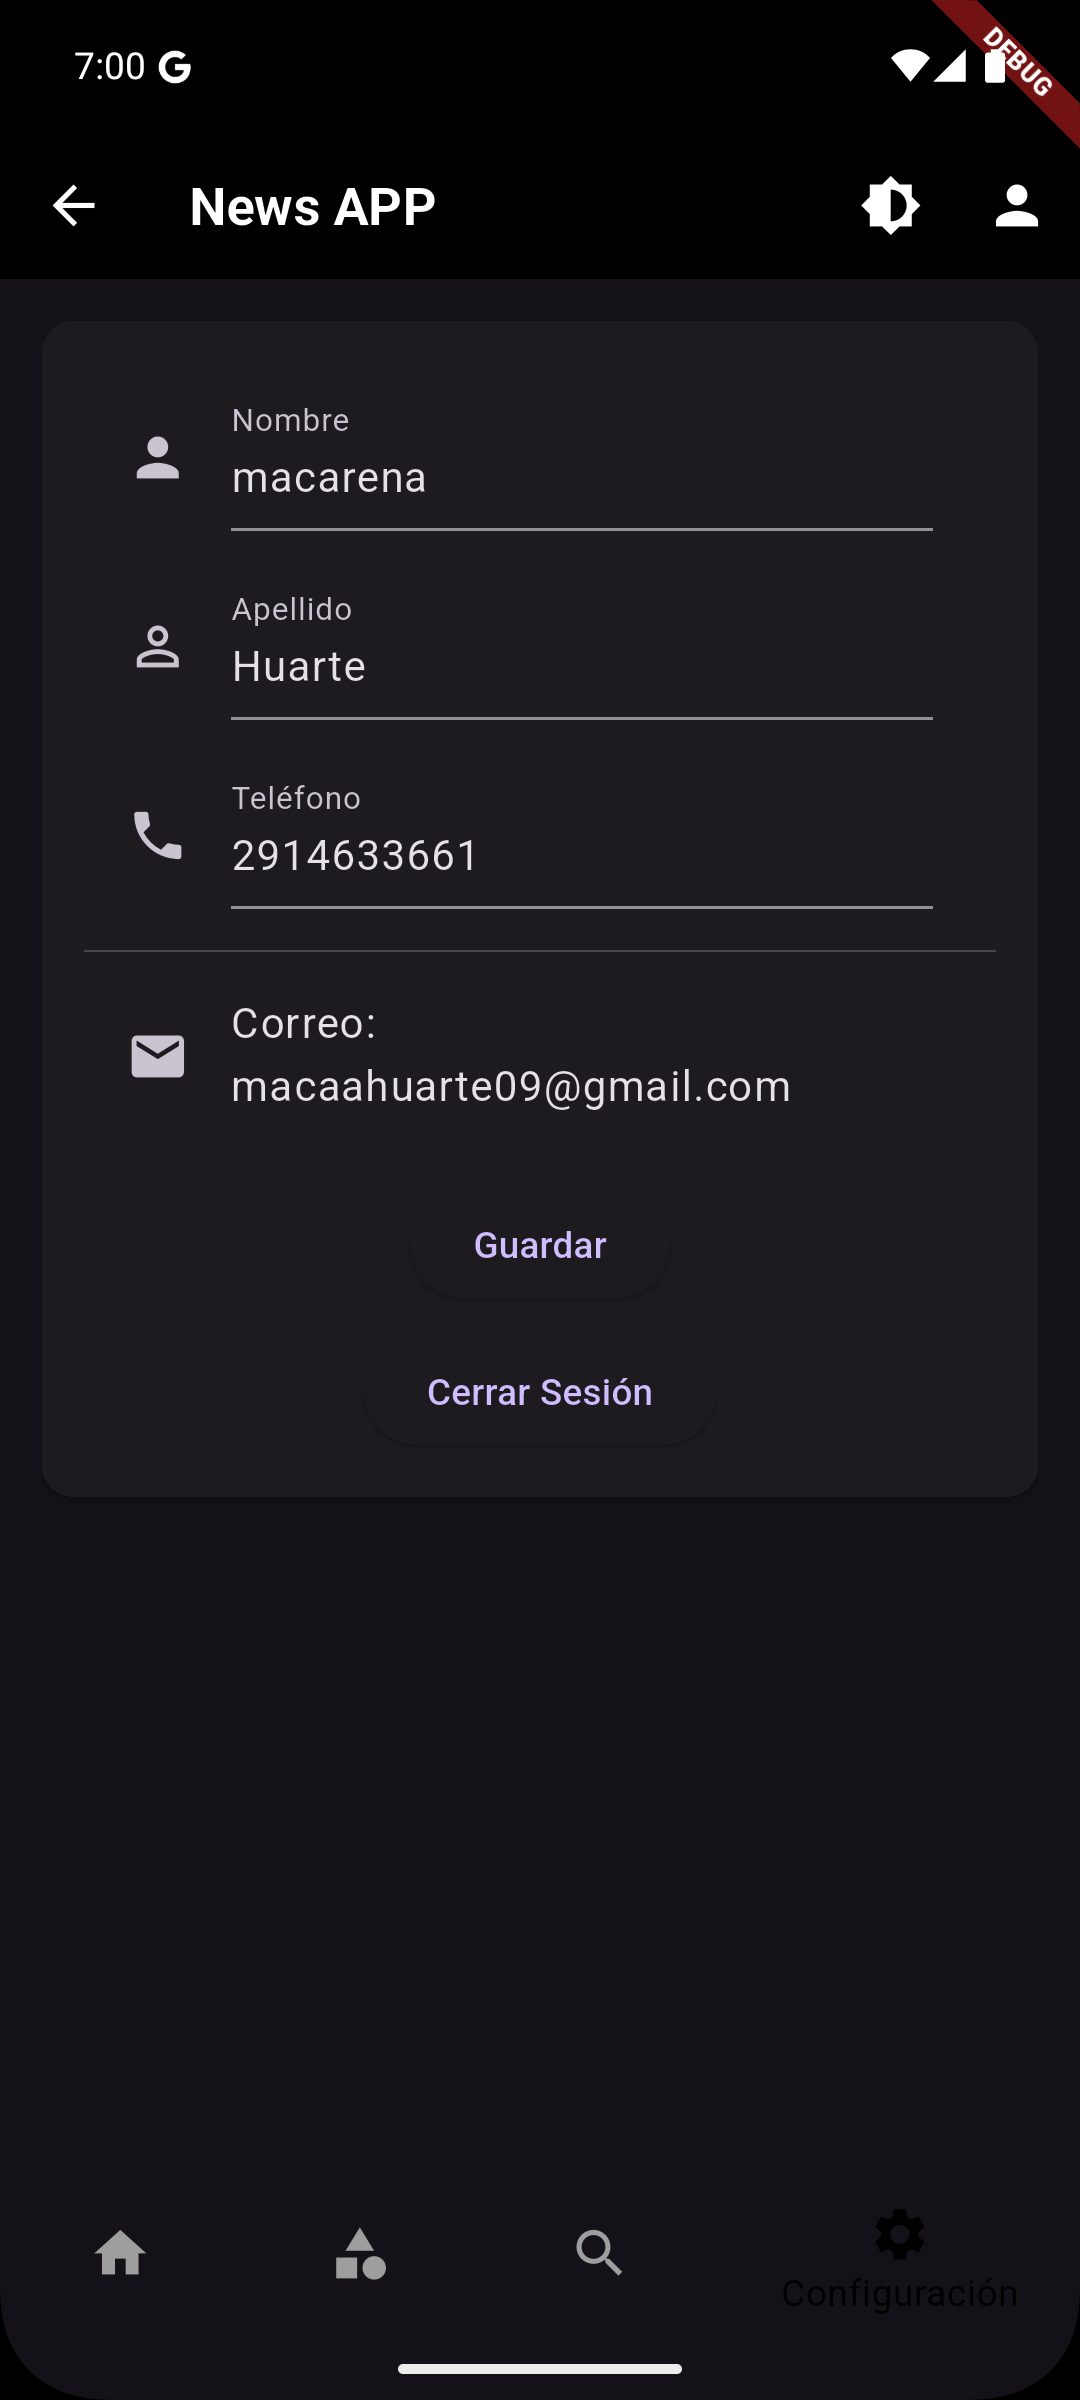 7:00
DEBUG
News APP
Nombre
macarena
Apellido
Huarte
Teléfono
2914633661
Correo:
macaahuarte09@gmail.com
Guardar
Cerrar Sesión
Configuración